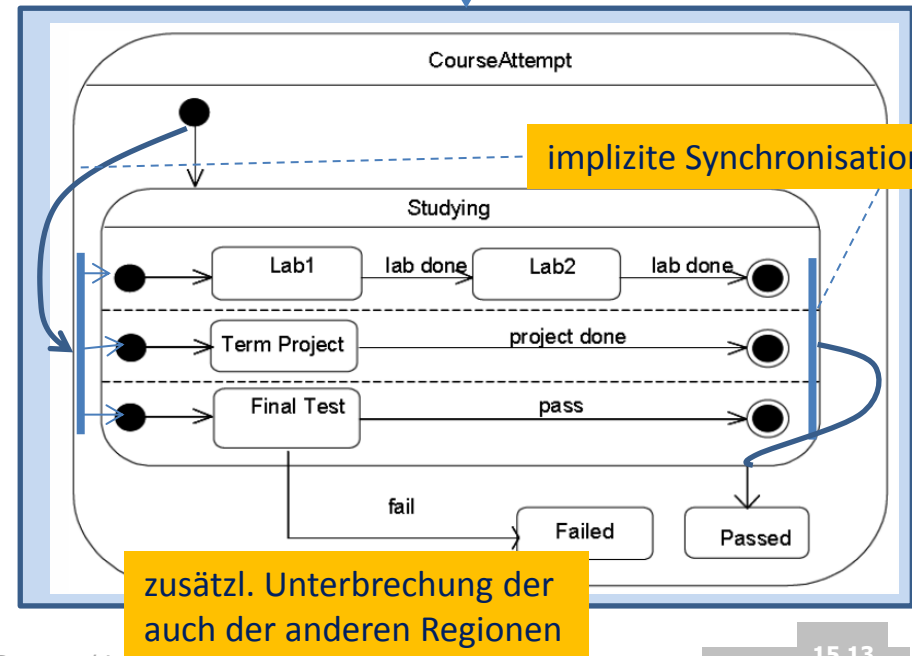 CourseAttempt
implizite Synchronisation
Studying
Lab1
lab done
Lab2
lab done
Term Project
project done
Final Test
pass
fail
Failed
Passed
zusätzl. Unterbrechung der
auch der anderen Regionen
15.13